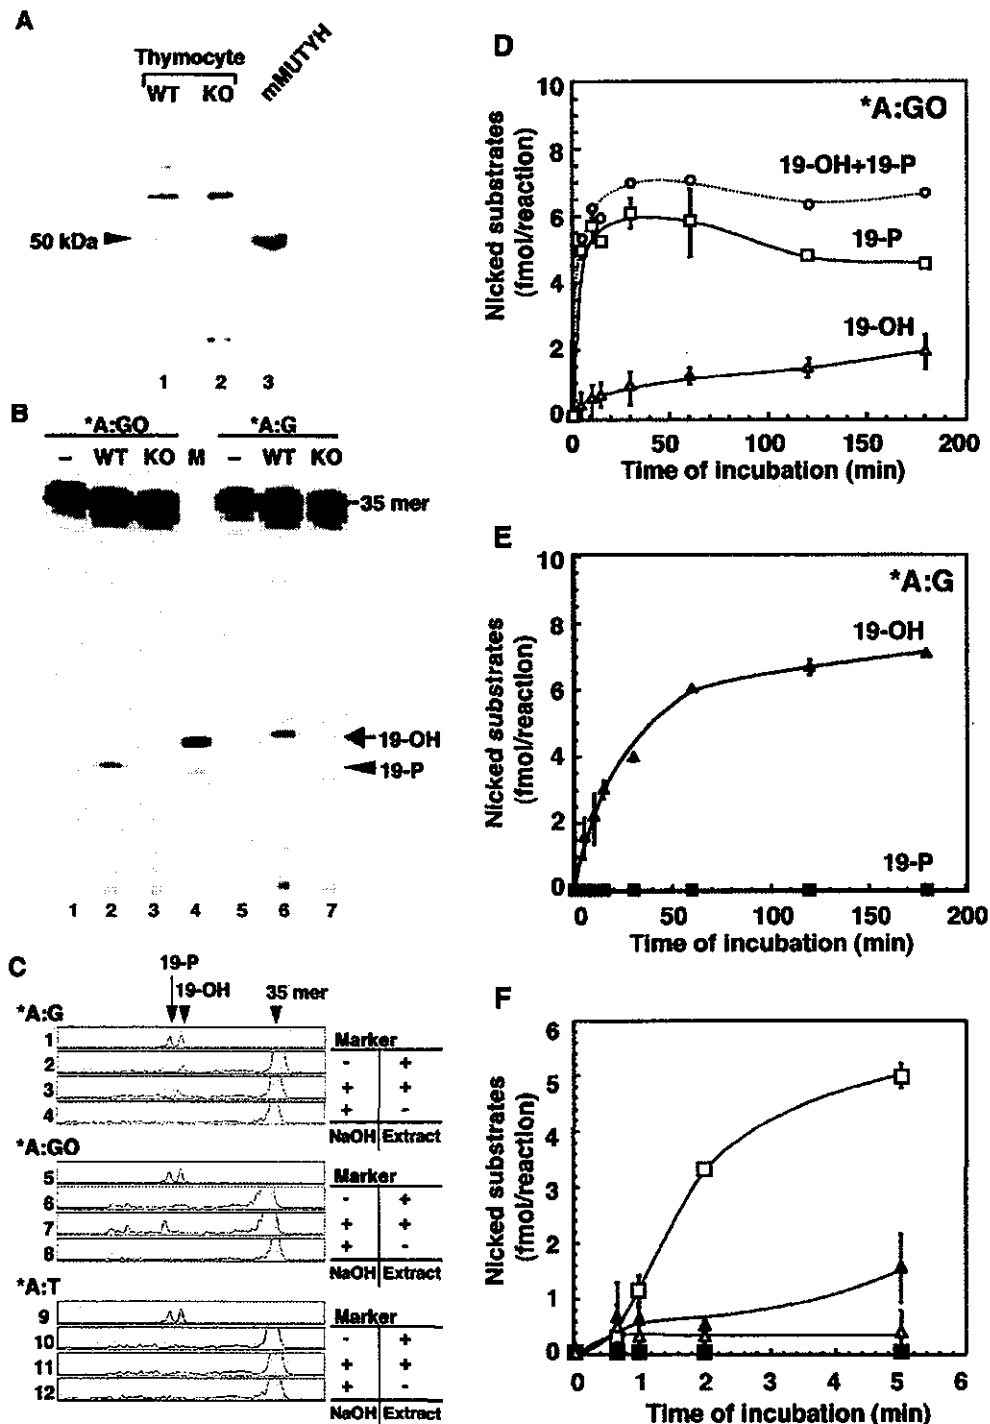 A
Thymocyte
WT KO mMUTYH
50 kDa
1 2 3
B
*A:GO *A:G
– WT KO M – WT KO
35 mer
19-OH
19-P
1 2 3 4 5 6 7
C
19-P
19-OH 35 mer
*A:G
1 Marker
2 - +
3 + +
4 + -
NaOH Extract
*A:GO
5 Marker
6 - +
7 + +
8 + -
NaOH Extract
*A:T
9 Marker
10 - +
11 + +
12 + -
NaOH Extract
D
*A:GO
19-OH+19-P
19-P
19-OH
Nicked substrates
(fmol/reaction)
10
8
6
4
2
0
0 50 100 150 200
Time of incubation (min)
E
*A:G
19-OH
19-P
Nicked substrates
(fmol/reaction)
10
8
6
4
2
0
0 50 100 150 200
Time of incubation (min)
F
Nicked substrates
(fmol/reaction)
6
5
4
3
2
1
0
0 1 2 3 4 5 6
Time of incubation (min)